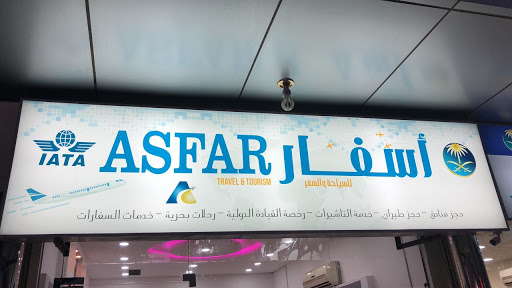 IATA
ASFAR أسفار
TRAVEL & TOURISM للسياحة والسفر
حجز فنادق - حجز طيران - خدمة التاشيرات - رخصة القيادة الدولية - رحلات بحرية - خدمات السفارات